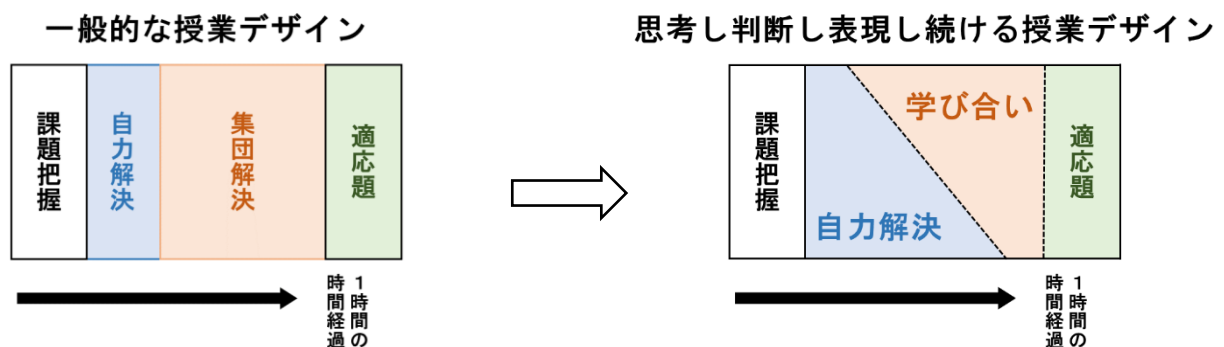 一般的な授業デザイン
課題把握
自力解決
集団解決
適応題
１時間の
時間経過
思考し判断し表現し続ける授業デザイン
課題把握
自力解決
学び合い
適応題
１時間の
時間経過